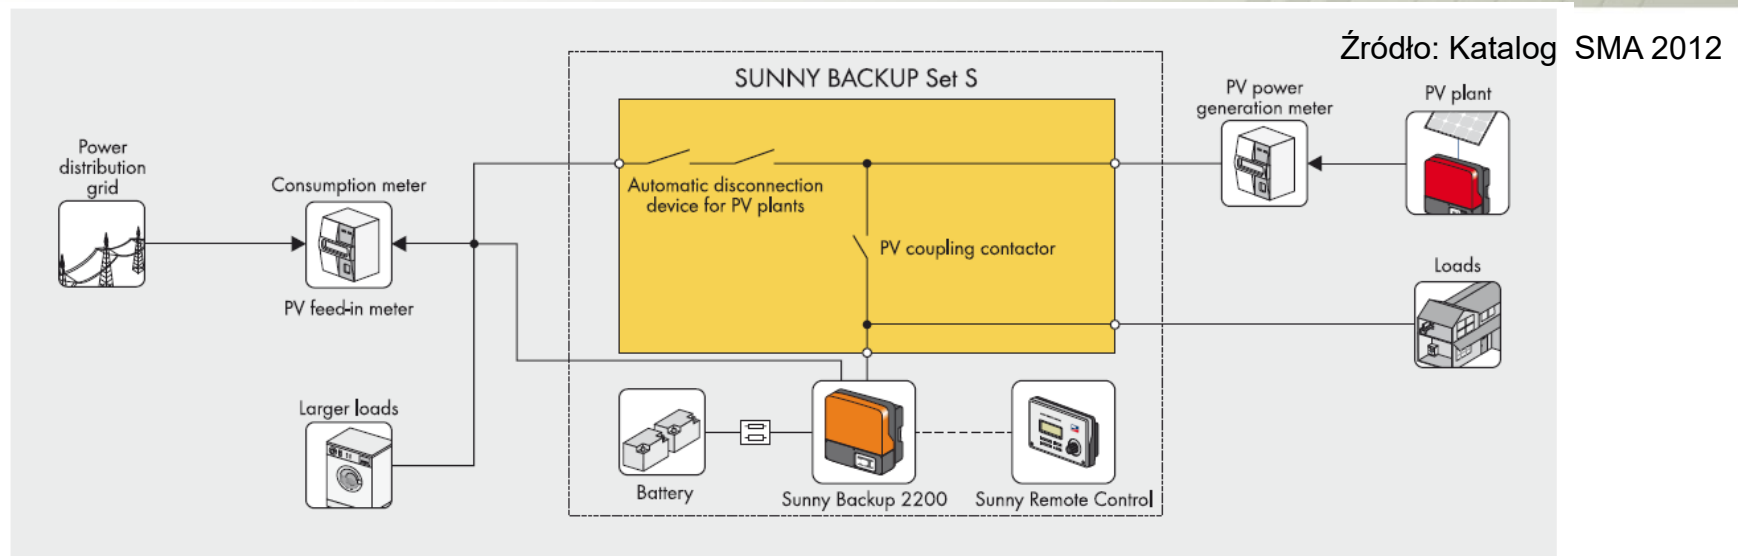 Źródło: Katalog SMA 2012
SUNNY BACKUP Set S
PV power
generation meter
PV plant
Power
distribution
grid
Consumption meter
Automatic disconnection
device for PV plants
PV coupling contactor
Loads
PV feed-in meter
Larger loads
Battery
Sunny Backup 2200
Sunny Remote Control